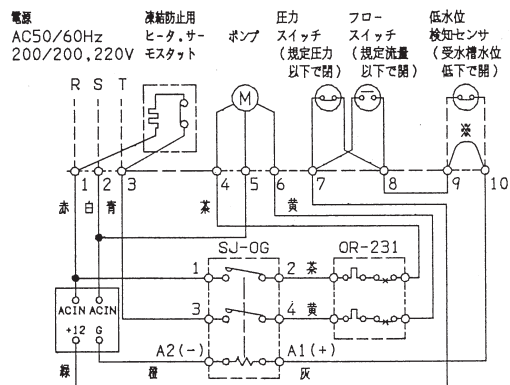 電源
AC50/60Hz
200/200,220V
凍結防止用
ヒータ,サー
モスタット
ポンプ
圧力
スイッチ
(規定圧力
以下で閉)
フロー
スイッチ
(規定流量
以下で開)
低水位
検知センサ
(受水槽水位
低下で開)
R S T
M
※
1 2 3 4 5 6 7 8 9 10
赤 白 青 茶 黄
SJ-0G OR-231
1 2 茶
3 4 黄
ACIN ACIN
+12 G
A2(-) A1(+)
緑 橙 灰